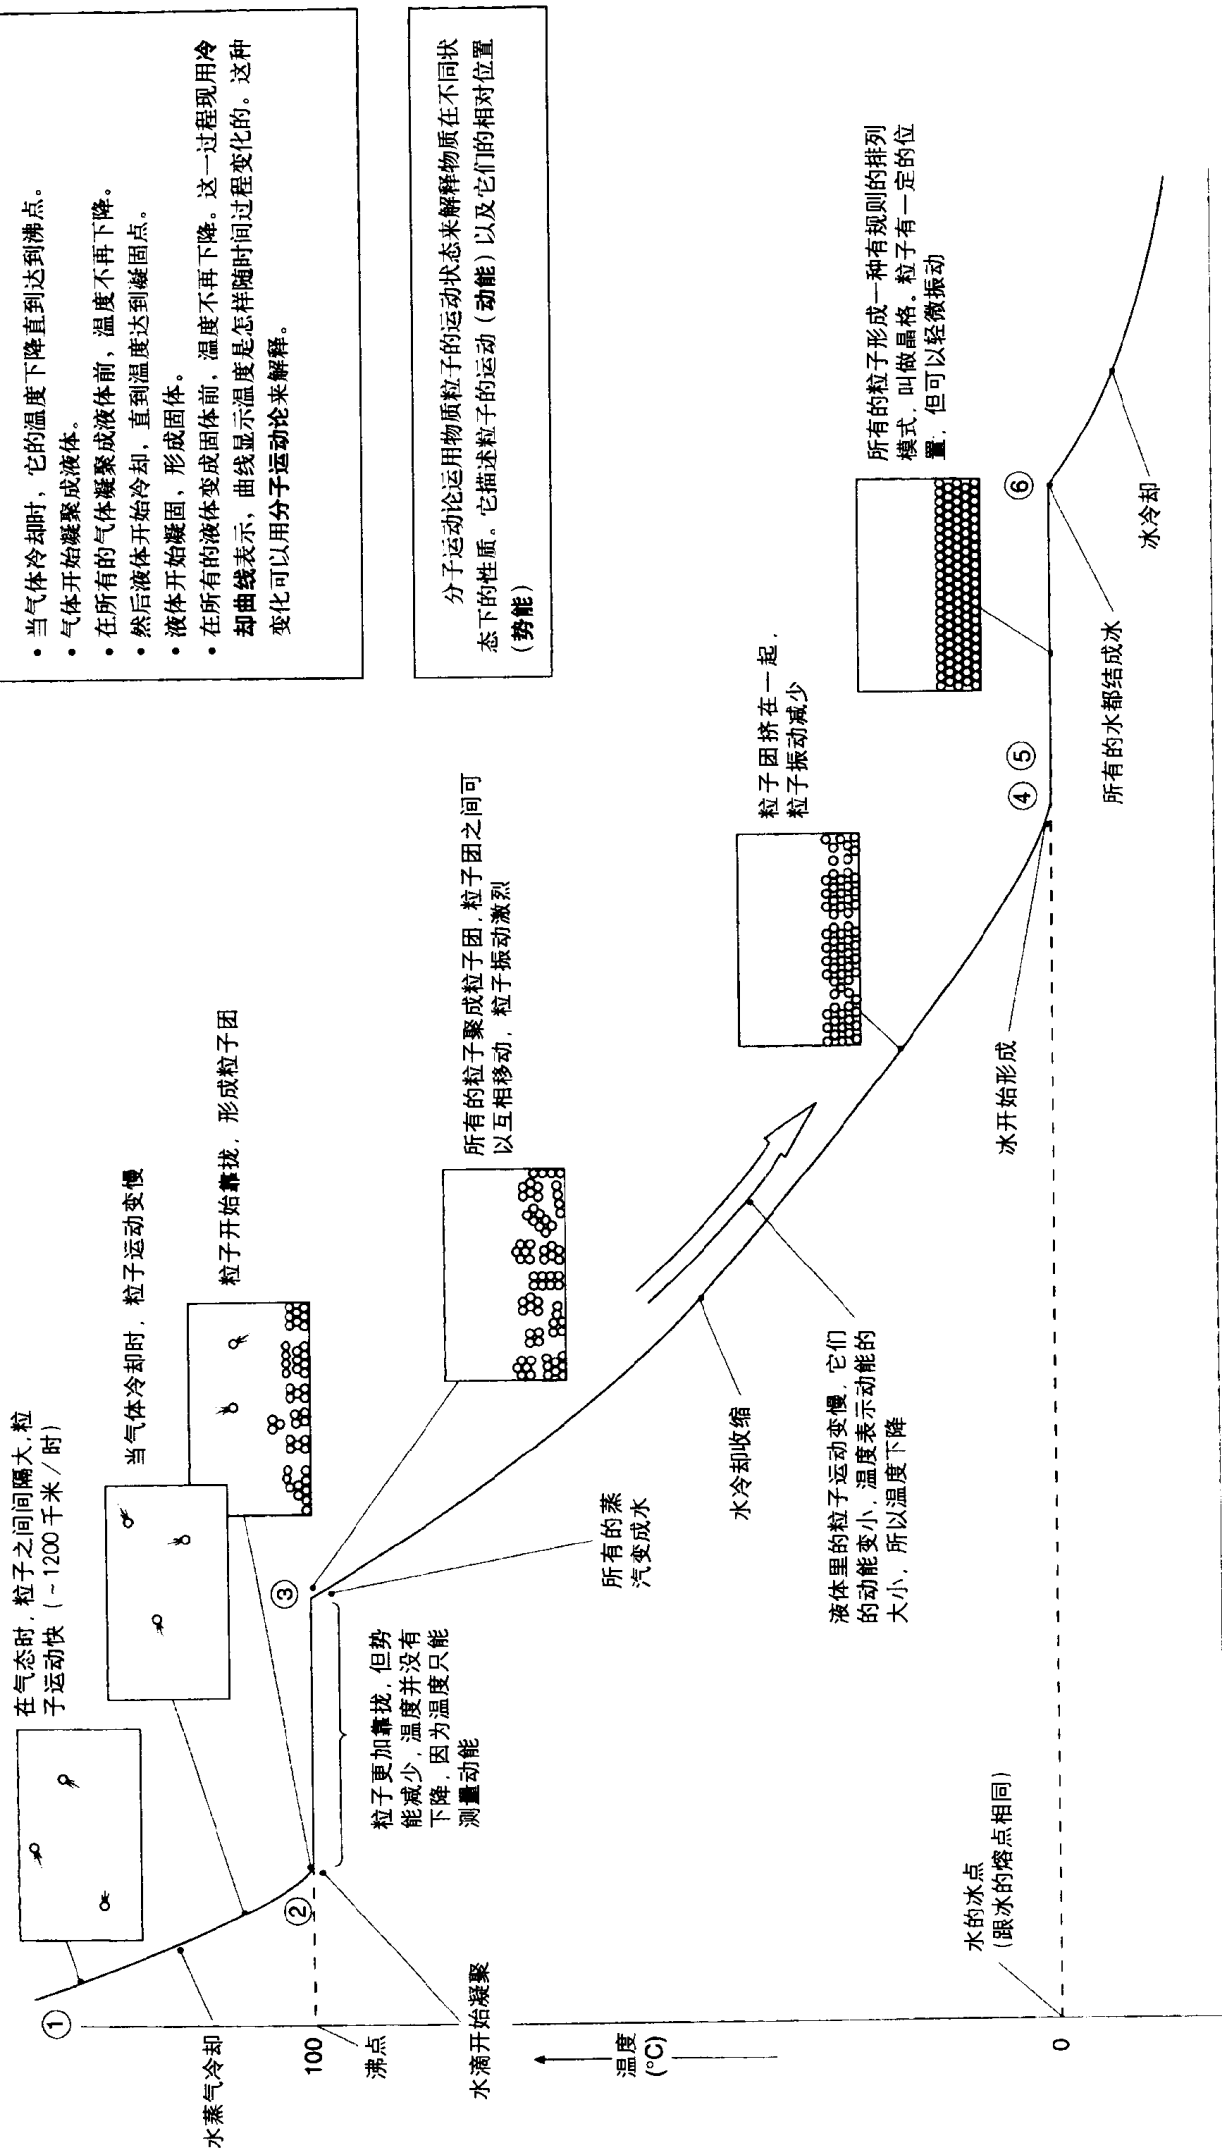 • 当气体冷却时，它的温度下降直到达到沸点。
• 气体开始凝聚成液体。
• 在所有的气体凝聚成液体前，温度不再下降。
• 然后液体开始冷却，直到温度达到凝固点。
• 液体开始凝固，形成固体。
• 在所有的液体变成固体前，温度不再下降。这一过程现用冷
却曲线表示，曲线显示温度是怎样随时间过程变化的。这种
变化可以用分子运动论来解释。
分子运动论运用物质粒子的运动状态来解释物质在不同状
态下的性质。它描述粒子的运动（动能）以及它们的相对位置
（势能）
在气态时，粒子之间间隔大，粒
子运动快（~1200千米／时）
当气体冷却时，粒子运动变慢
粒子开始靠拢，形成粒子团
所有的粒子聚成粒子团，粒子团之间可
以互相移动，粒子振动激烈
粒子团挤在一起，
粒子振动减少
所有的粒子形成一种有规则的排列
模式，叫做晶格。粒子有一定的位
置，但可以轻微振动
①
②
③
④ ⑤
⑥
水蒸气冷却
100
沸点
水滴开始凝聚
粒子更加靠拢，但势
能减少，温度并没有
下降，因为温度只能
测量动能
所有的蒸
汽变成水
水冷却收缩
液体里的粒子运动变慢，它们
的动能变小，温度表示动能的
大小，所以温度下降
冰开始形成
所有的水都结成冰
冰冷却
温度
(°C)
水的冰点
（跟冰的熔点相同）
0